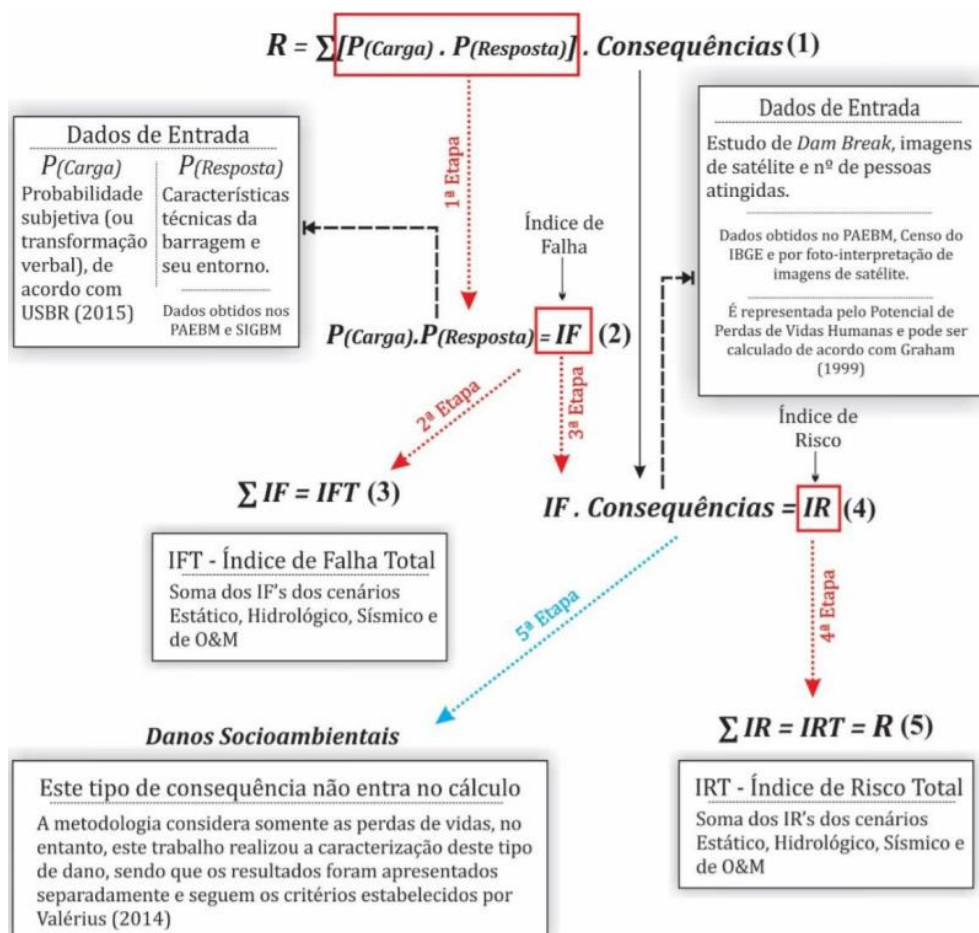 R = ∑[P(Carga) . P(Resposta)] . Consequências (1)
Dados de Entrada
P(Carga)
Probabilidade
subjetiva (ou
transformação
verbal), de
acordo com
USBR (2015)
P(Resposta)
Características
técnicas da
barragem e
seu entorno.
Dados obtidos nos
PAEBM e SIGBM
1ª Etapa
Dados de Entrada
Estudo de Dam Break, imagens
de satélite e nº de pessoas
atingidas.
Dados obtidos no PAEBM, Censo do
IBGE e por foto-interpretação de
imagens de satélite.
É representada pelo Potencial de
Perdas de Vidas Humanas e pode ser
calculado de acordo com Graham
(1999)
Índice de
Falha
P(Carga).P(Resposta) = IF (2)
2ª Etapa
3ª Etapa
Índice de
Risco
∑ IF = IFT (3)
IF . Consequências = IR (4)
IFT - Índice de Falha Total
Soma dos IF's dos cenários
Estático, Hidrológico, Sísmico e
de O&M
5ª Etapa
4ª Etapa
Danos Socioambientais
∑ IR = IRT = R (5)
Este tipo de consequência não entra no cálculo
A metodologia considera somente as perdas de vidas, no
entanto, este trabalho realizou a caracterização deste tipo
de dano, sendo que os resultados foram apresentados
separadamente e seguem os critérios estabelecidos por
Valérius (2014)
IRT - Índice de Risco Total
Soma dos IR's dos cenários
Estático, Hidrológico, Sísmico e
de O&M